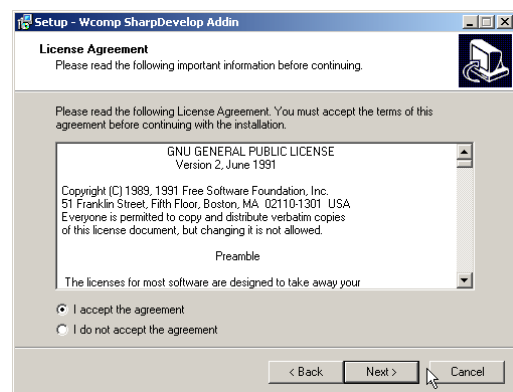 Setup - Wcomp SharpDevelop Addin
License Agreement
Please read the following important information before continuing.
Please read the following License Agreement. You must accept the terms of this
agreement before continuing with the installation.
GNU GENERAL PUBLIC LICENSE
Version 2, June 1991
Copyright (C) 1989, 1991 Free Software Foundation, Inc.
51 Franklin Street, Fifth Floor, Boston, MA  02110-1301  USA
Everyone is permitted to copy and distribute verbatim copies
of this license document, but changing it is not allowed.
Preamble
The licenses for most software are designed to take away your
I accept the agreement
I do not accept the agreement
< Back
Next >
Cancel